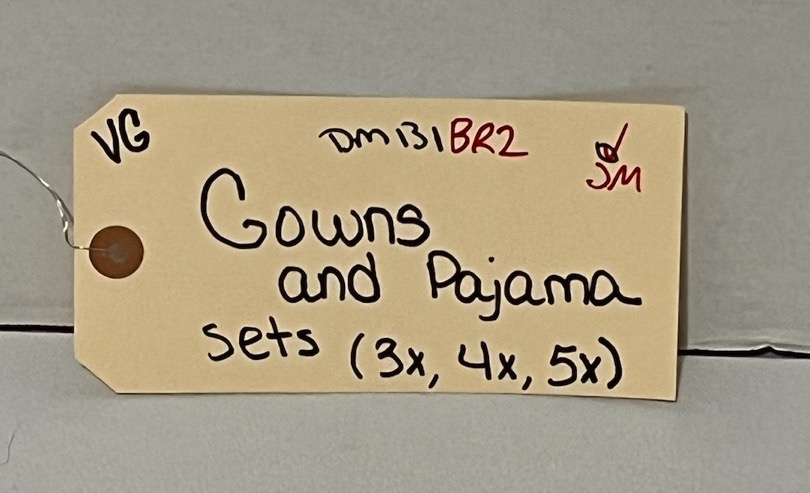 VG
DM131BR2
JM
Gowns
and Pajama
sets (3x, 4x, 5x)